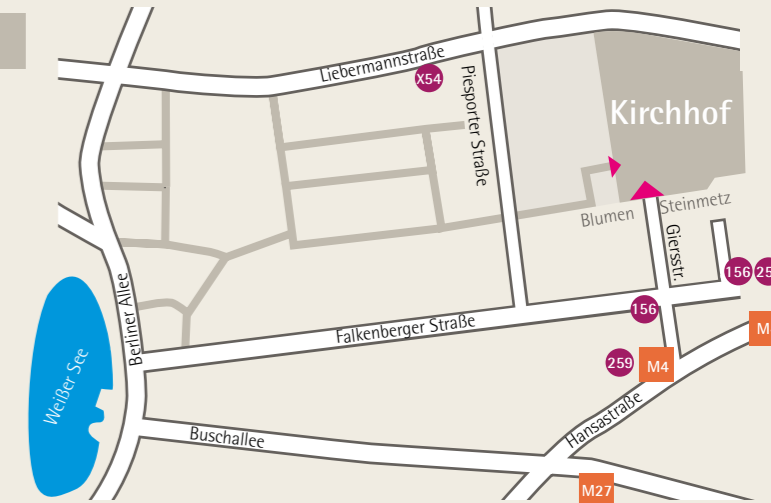 Liebermannstraße
X54
Piesporter Straße
Kirchhof
Blumen
Steinmetz
Giersstr.
156
156
Berliner Allee
Falkenberger Straße
Weißer See
259
M4
Hansastraße
Buschallee
M27